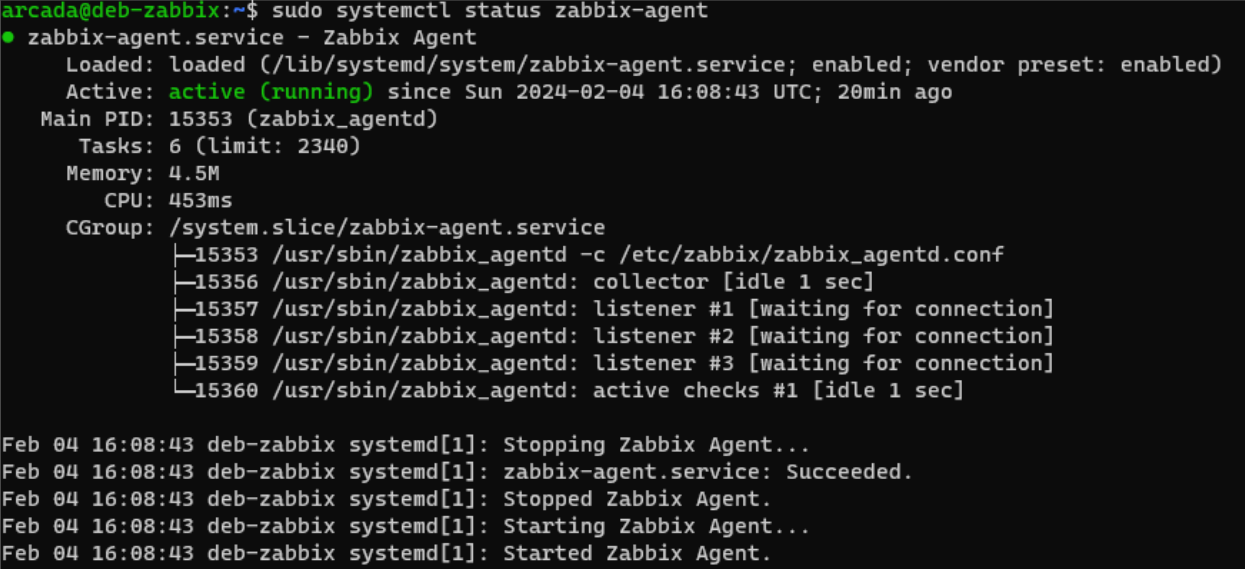 arcada@deb-zabbix:~$ sudo systemctl status zabbix-agent
● zabbix-agent.service - Zabbix Agent
     Loaded: loaded (/lib/systemd/system/zabbix-agent.service; enabled; vendor preset: enabled)
     Active: active (running) since Sun 2024-02-04 16:08:43 UTC; 20min ago
   Main PID: 15353 (zabbix_agentd)
      Tasks: 6 (limit: 2340)
     Memory: 4.5M
        CPU: 453ms
     CGroup: /system.slice/zabbix-agent.service
             ├─15353 /usr/sbin/zabbix_agentd -c /etc/zabbix/zabbix_agentd.conf
             ├─15356 /usr/sbin/zabbix_agentd: collector [idle 1 sec]
             ├─15357 /usr/sbin/zabbix_agentd: listener #1 [waiting for connection]
             ├─15358 /usr/sbin/zabbix_agentd: listener #2 [waiting for connection]
             ├─15359 /usr/sbin/zabbix_agentd: listener #3 [waiting for connection]
             └─15360 /usr/sbin/zabbix_agentd: active checks #1 [idle 1 sec]

Feb 04 16:08:43 deb-zabbix systemd[1]: Stopping Zabbix Agent...
Feb 04 16:08:43 deb-zabbix systemd[1]: zabbix-agent.service: Succeeded.
Feb 04 16:08:43 deb-zabbix systemd[1]: Stopped Zabbix Agent.
Feb 04 16:08:43 deb-zabbix systemd[1]: Starting Zabbix Agent...
Feb 04 16:08:43 deb-zabbix systemd[1]: Started Zabbix Agent.